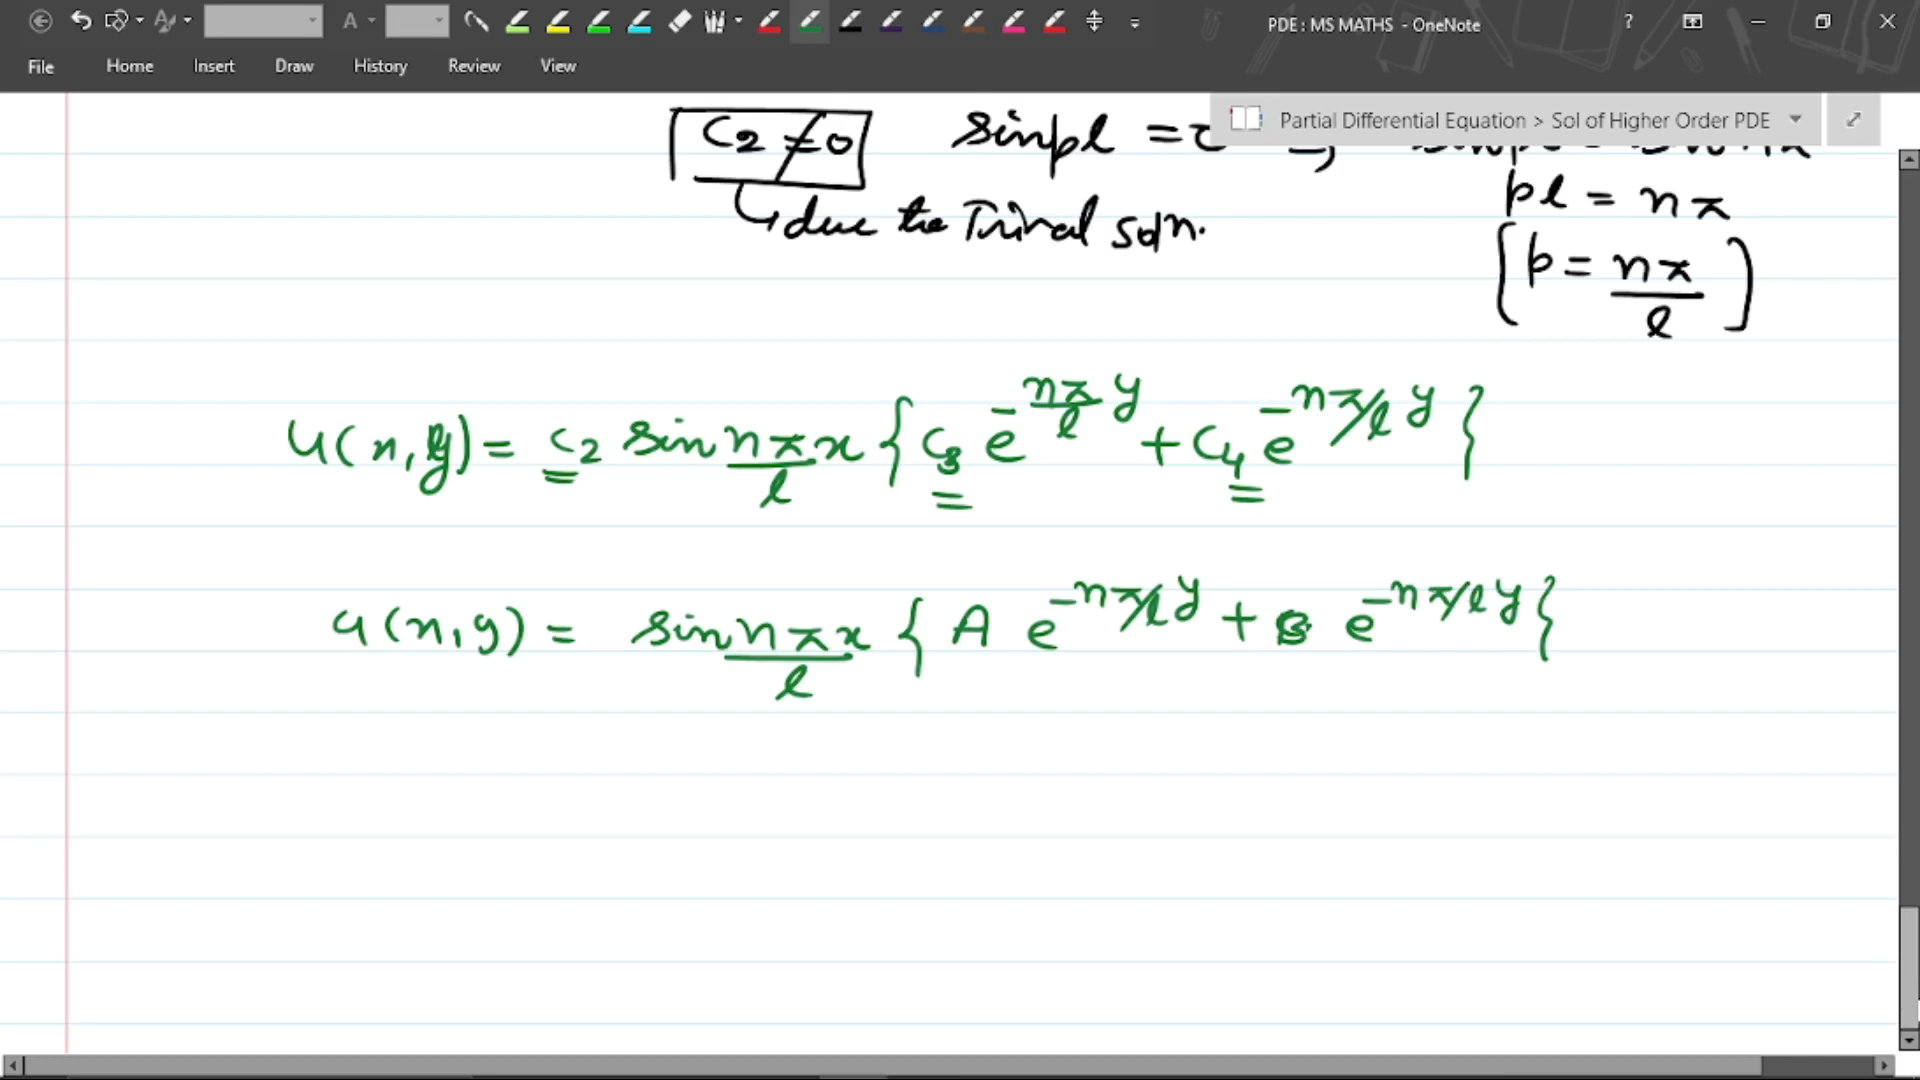 PDE : MS MATHS - OneNote
File Home Insert Draw History Review View
Partial Differential Equation > Sol of Higher Order PDE
C2 ≠ 0 sinpl = 0 ⇒
pl = nπ
due to Trival soln.
[p = nπ/l]
u(x,y) = C2 sin nπx/l { C3 e^{-nπ/l y} + C4 e^{-nπ/l y} }
u(x,y) = sin nπx/l { A e^{-nπ/l y} + B e^{-nπ/l y} }